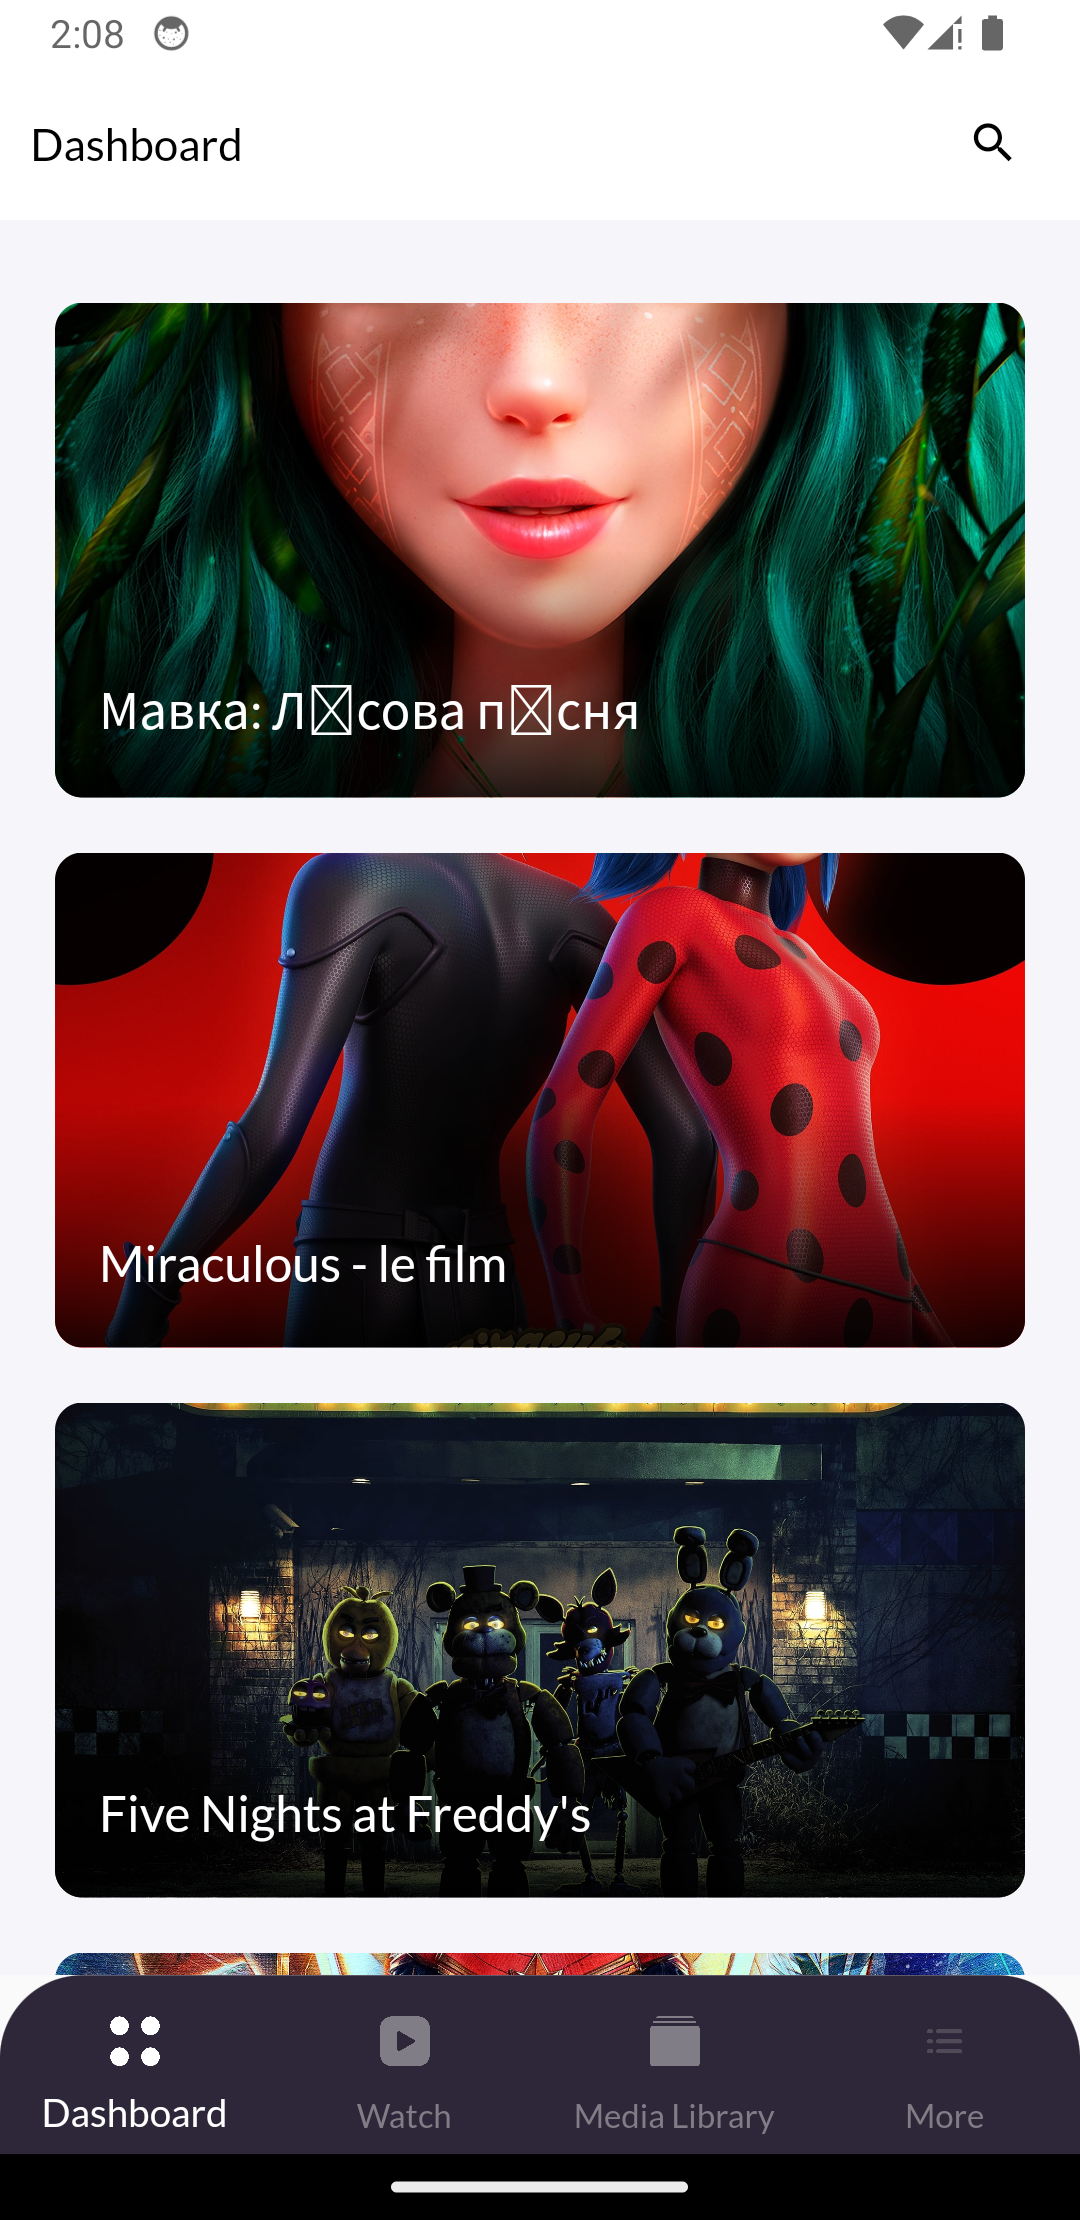 2:08
Dashboard
Мавка: Л☒сова п☒сня
Miraculous - le film
Five Nights at Freddy's
Dashboard
Watch
Media Library
More